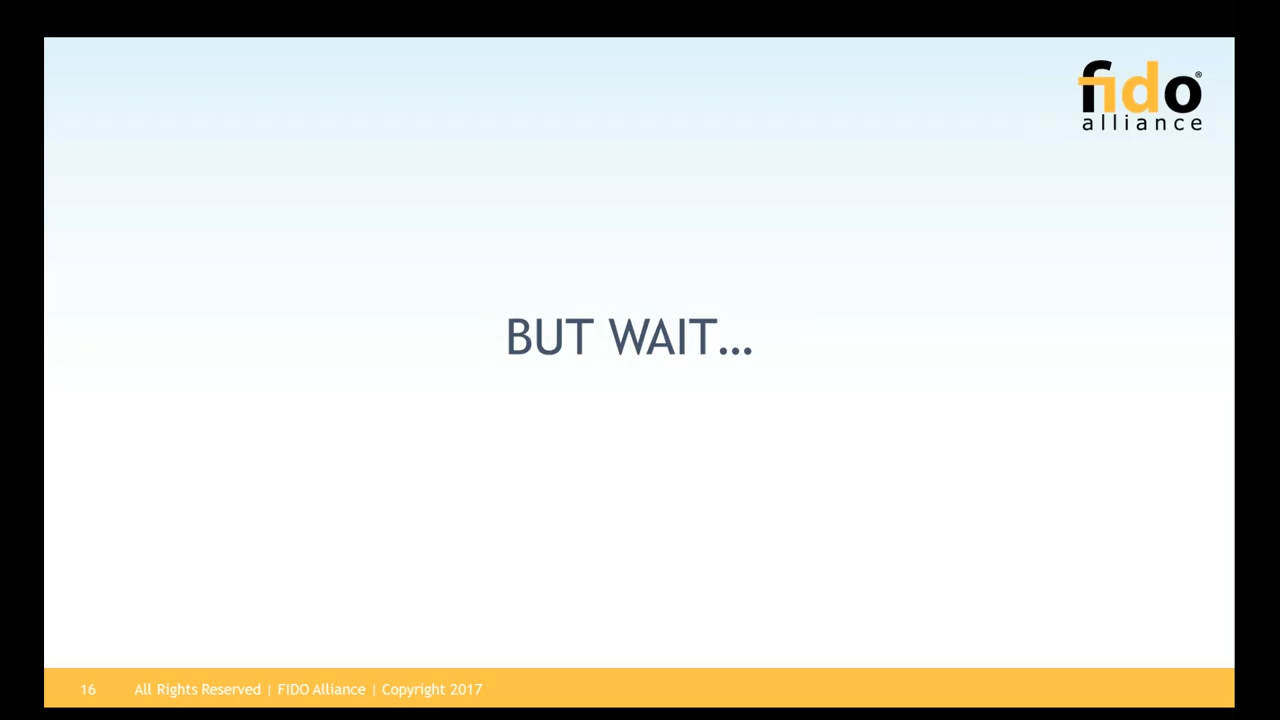 fido®
alliance
BUT WAIT…
16 All Rights Reserved | FIDO Alliance | Copyright 2017